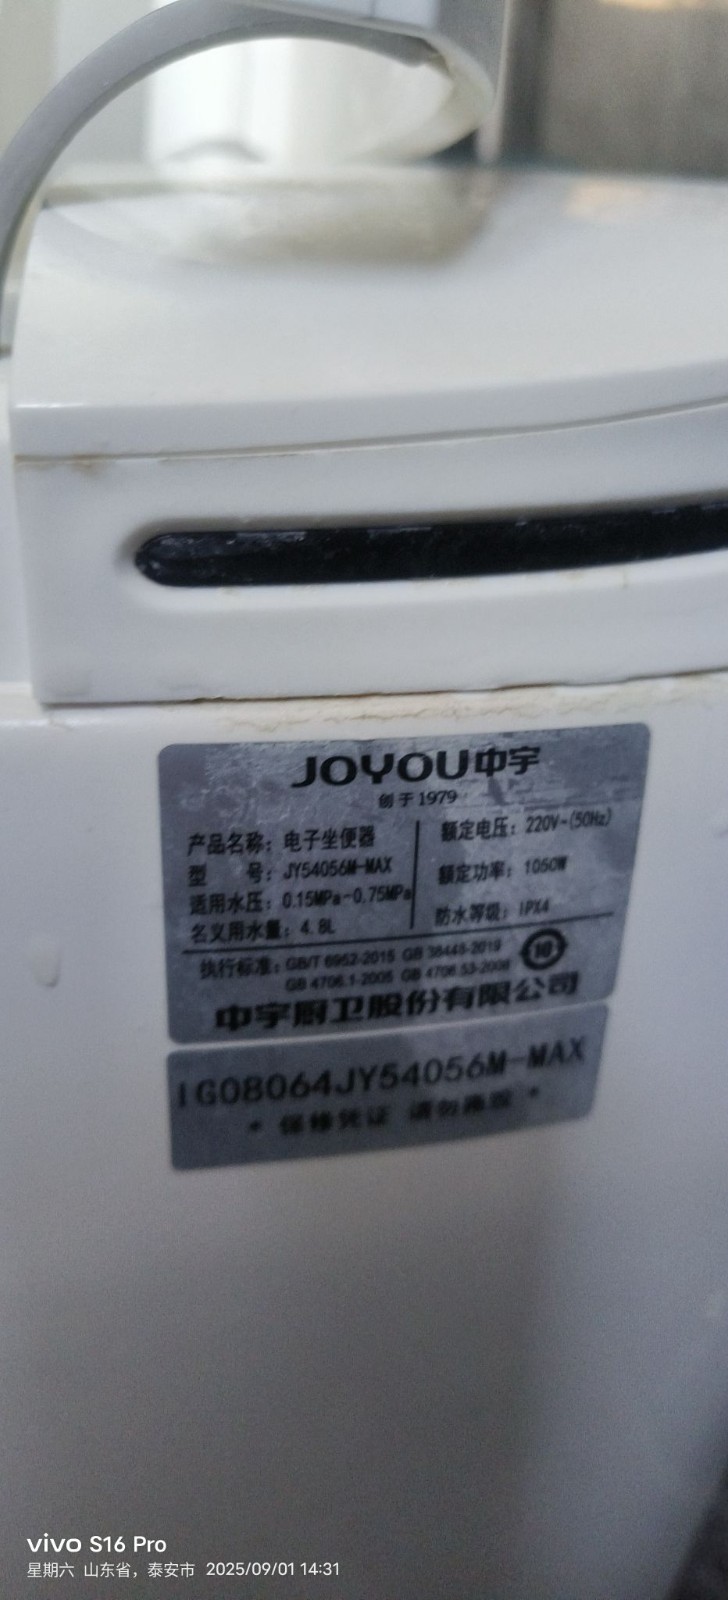 JOYOU中宇
创于1979
产品名称：电子坐便器
型 号：JY54056M-MAX
适用水压：0.15MPa-0.75MPa
名义用水量：4.8L
额定电压：220V~(50Hz)
额定功率：1050W
防水等级：IPX4
执行标准：GB/T 6952-2015 GB 38448-2019
GB 4706.1-2005 GB 4706.53-2008
10
中宇厨卫股份有限公司
IG08064JY54056M-MAX
* 保修凭证 请勿撕毁 *
vivo S16 Pro
星期六 山东省，泰安市 2025/09/01 14:31